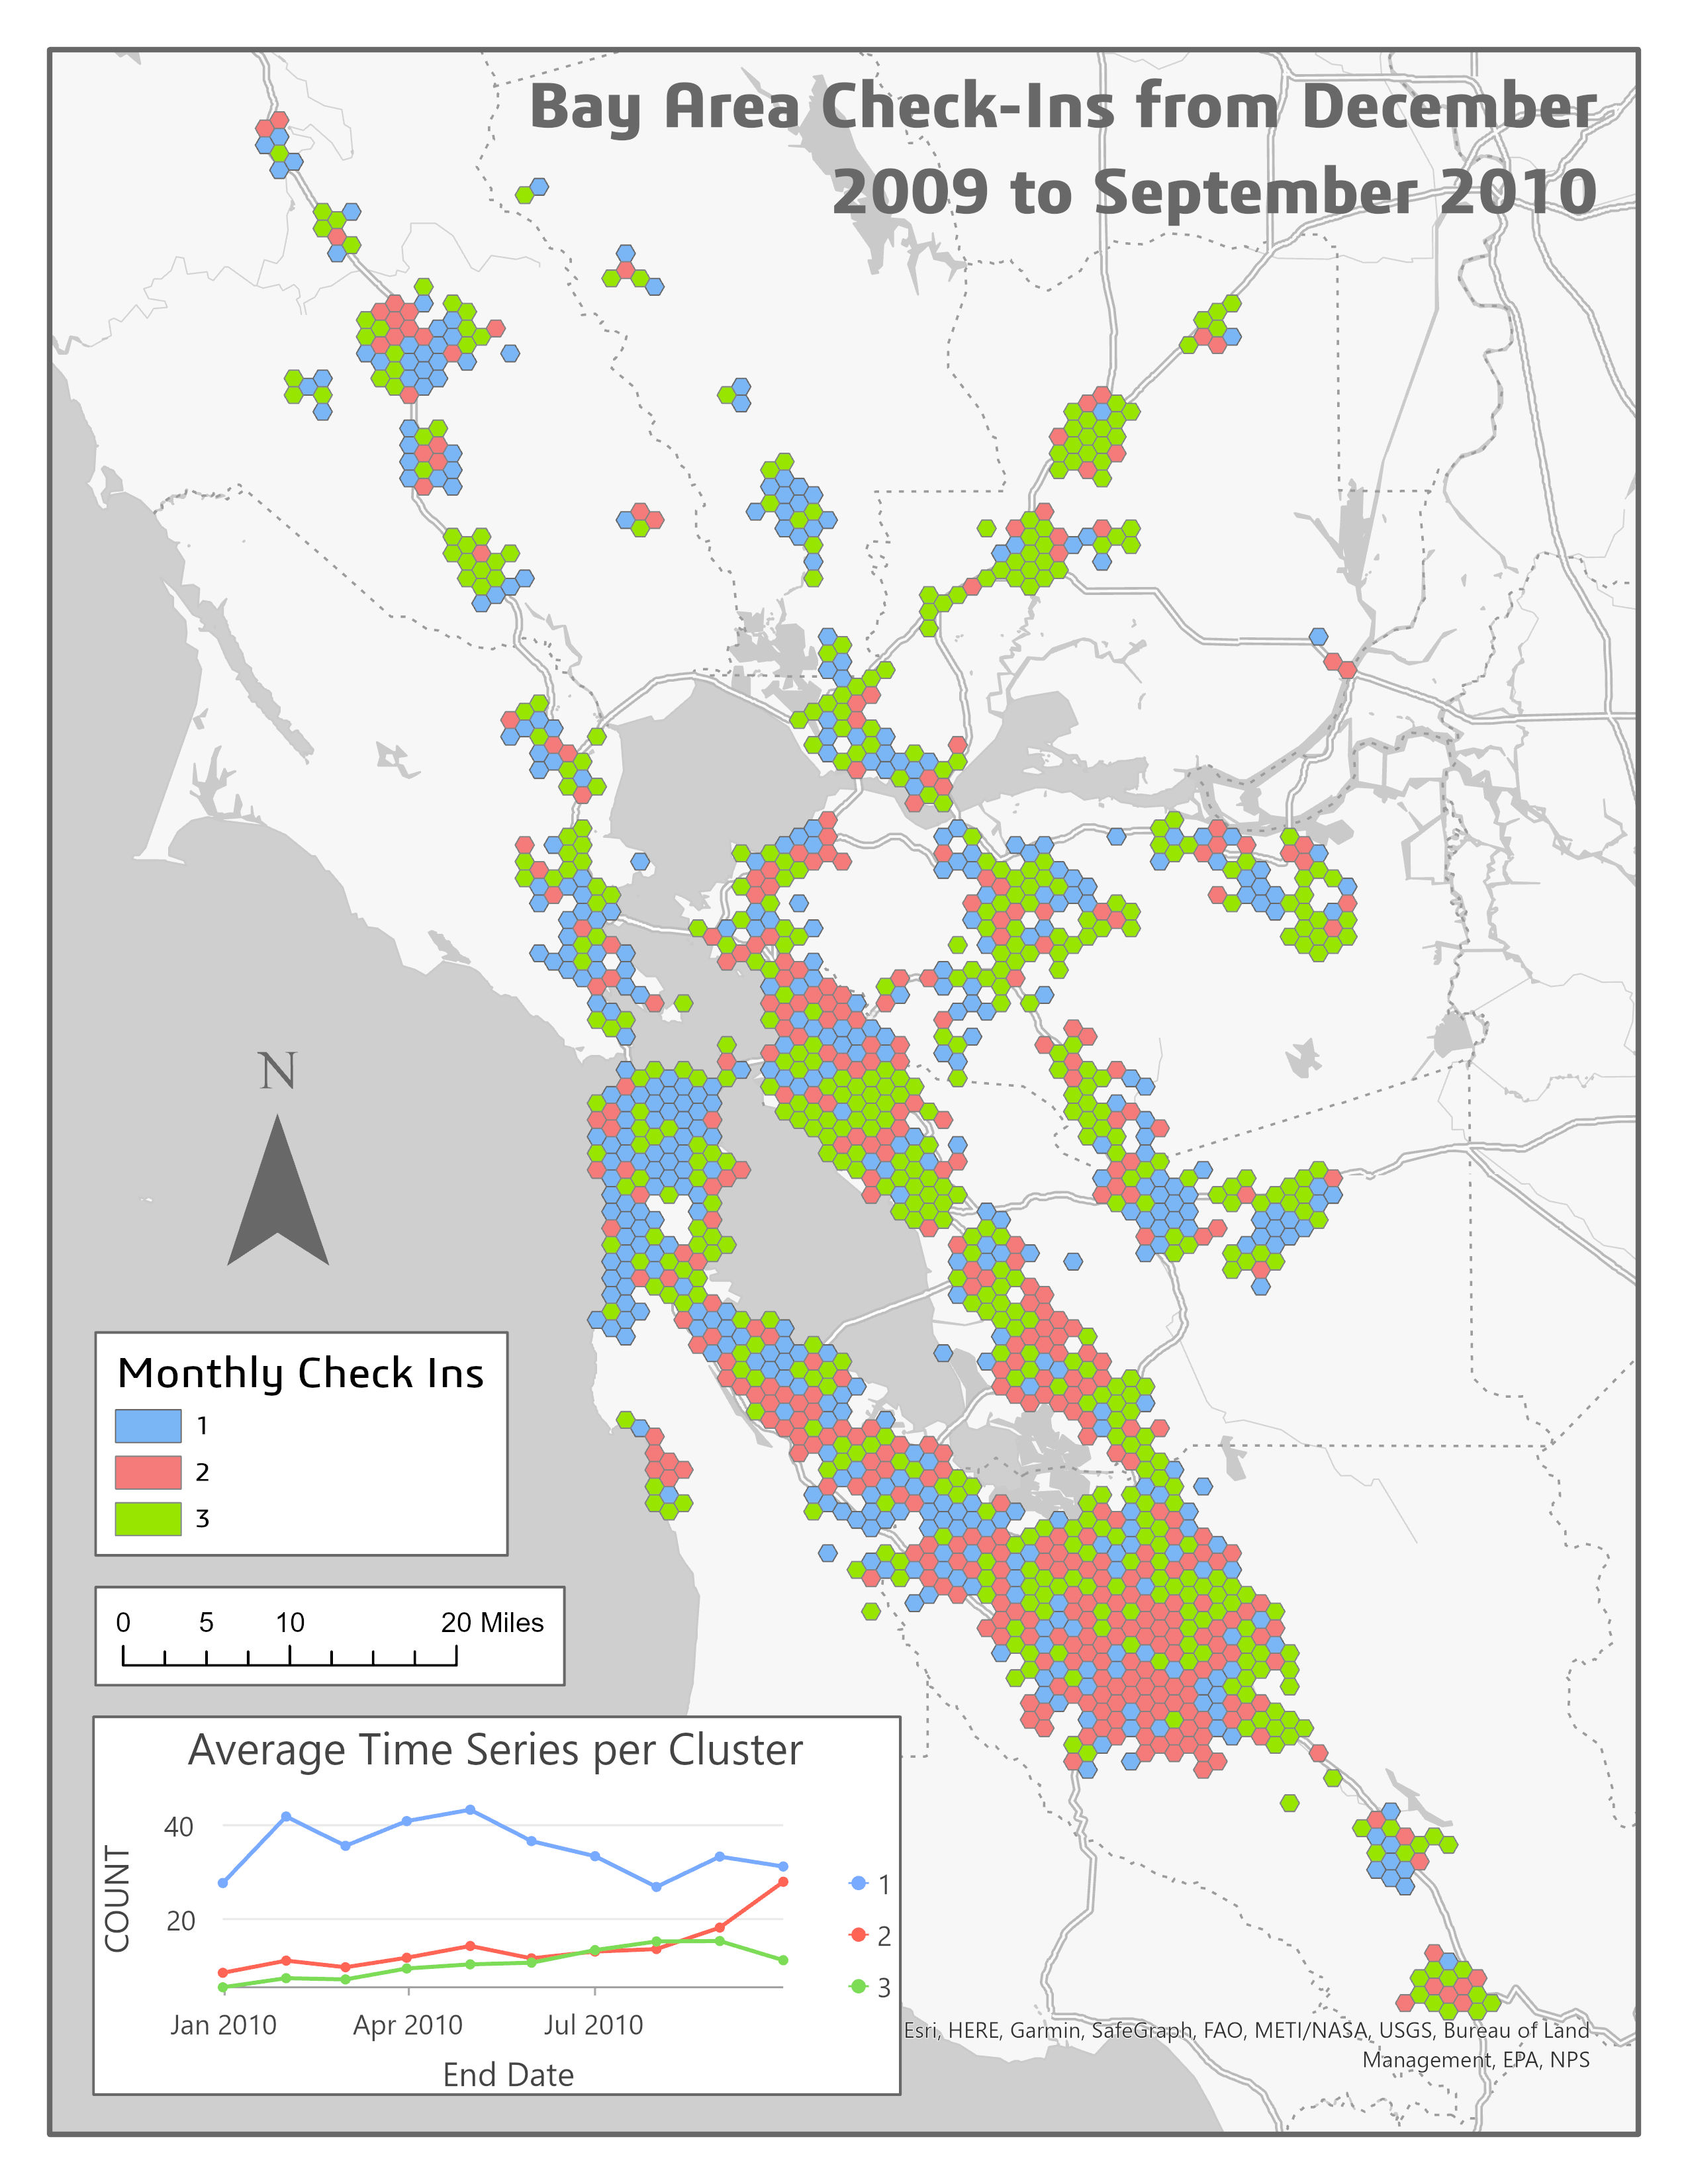 Bay Area Check-Ins from December
2009 to September 2010
N
Monthly Check Ins
1
2
3
0 5 10 20 Miles
Average Time Series per Cluster
COUNT
40
20
1
2
3
Jan 2010 Apr 2010 Jul 2010
End Date
Esri, HERE, Garmin, SafeGraph, FAO, METI/NASA, USGS, Bureau of Land
Management, EPA, NPS